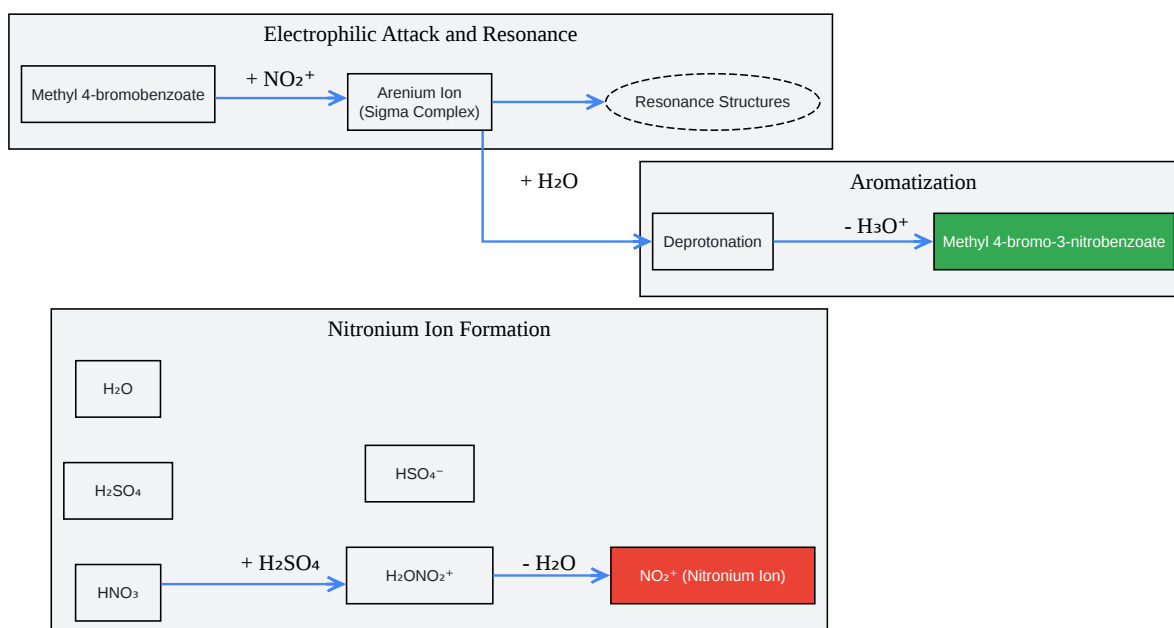 Electrophilic Attack and Resonance
Methyl 4-bromobenzoate
+ NO₂⁺
Arenium Ion
(Sigma Complex)
Resonance Structures
+ H₂O
Aromatization
Deprotonation
- H₃O⁺
Methyl 4-bromo-3-nitrobenzoate
Nitronium Ion Formation
H₂O
H₂SO₄
HSO₄⁻
HNO₃
+ H₂SO₄
H₂ONO₂⁺
- H₂O
NO₂⁺ (Nitronium Ion)